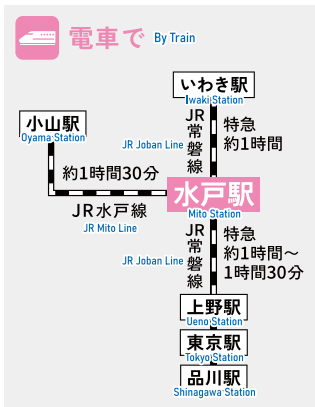 電車で By Train
いわき駅
Iwaki Station
小山駅
Oyama Station
JR常磐線
JR Joban Line
特急
約1時間
約1時間30分
JR水戸線
JR Mito Line
水戸駅
Mito Station
JR常磐線
JR Joban Line
特急
約1時間〜
1時間30分
上野駅
Ueno Station
東京駅
Tokyo Station
品川駅
Shinagawa Station